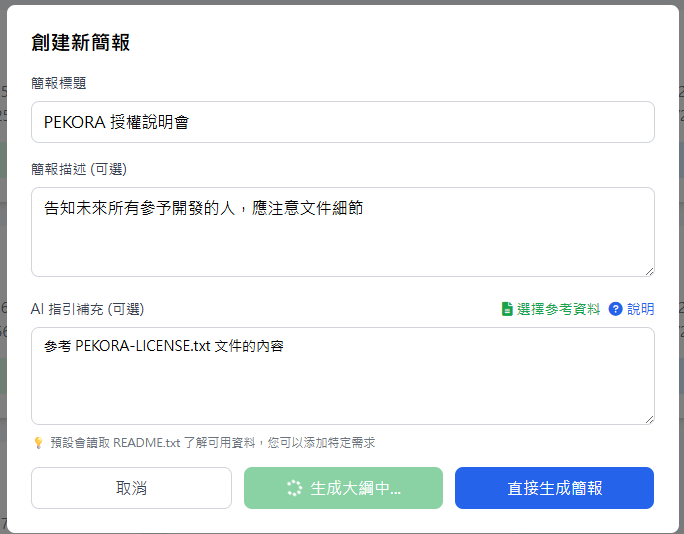 創建新簡報
簡報標題
PEKORA 授權說明會
簡報描述 (可選)
告知未來所有參予開發的人，應注意文件細節
AI 指引補充 (可選)
選擇參考資料
說明
參考 PEKORA-LICENSE.txt 文件的內容
預設會讀取 README.txt 了解可用資料，您可以添加特定需求
取消
生成大綱中...
直接生成簡報